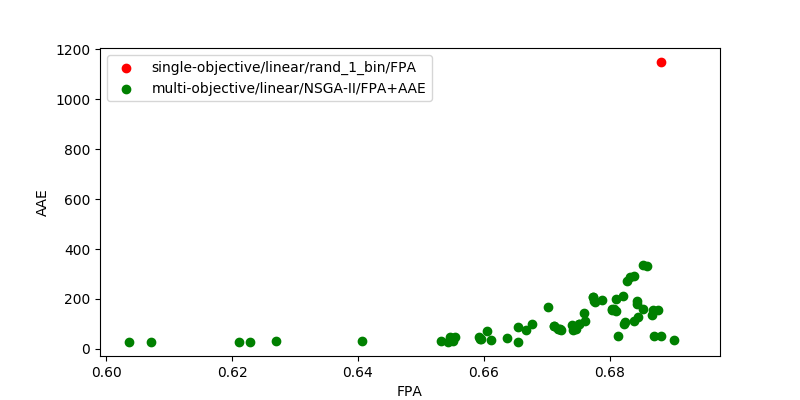 1200
1000
800
600
400
200
0
AAE
single-objective/linear/rand_1_bin/FPA
multi-objective/linear/NSGA-II/FPA+AAE
0.60 0.62 0.64 0.66 0.68
FPA